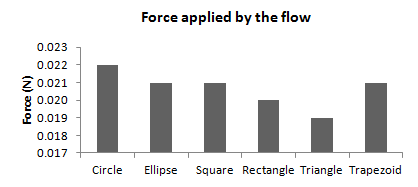 Force applied by the flow
Force (N)
0.023
0.022
0.021
0.020
0.019
0.018
0.017
Circle Ellipse Square Rectangle Triangle Trapezoid